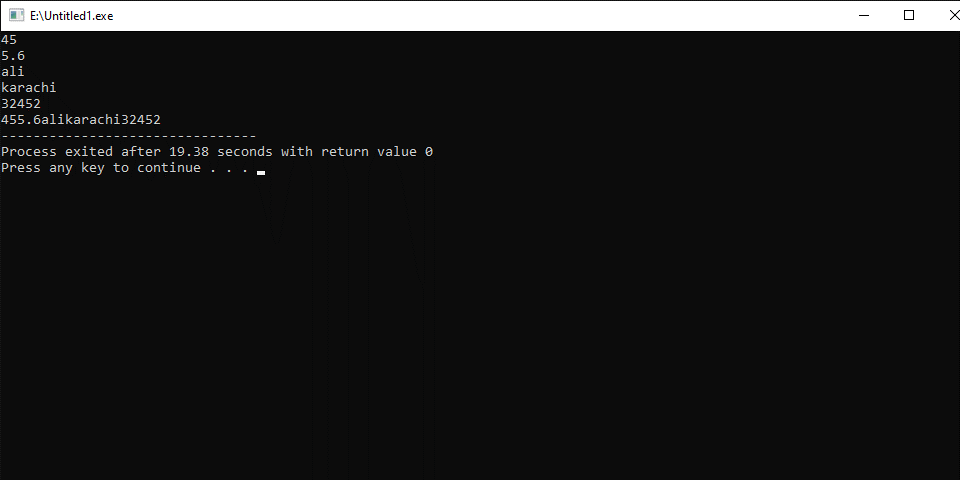 E:\Untitled1.exe
45
5.6
ali
karachi
32452
455.6alikarachi32452
--------------------------------
Process exited after 19.38 seconds with return value 0
Press any key to continue . . .